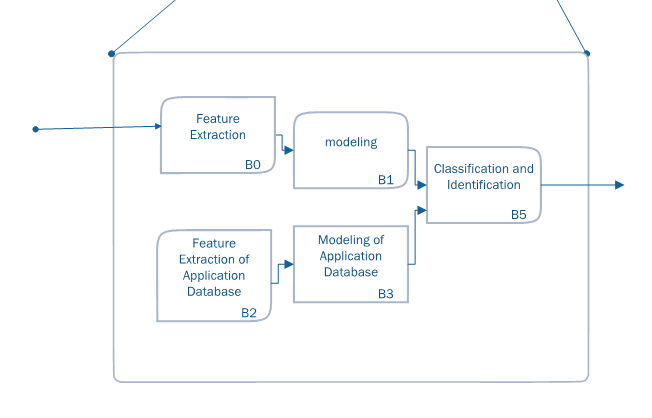 Feature
Extraction
B0
modeling
B1
Classification and
Identification
B5
Feature
Extraction of
Application
Database
B2
Modeling of
Application
Database
B3